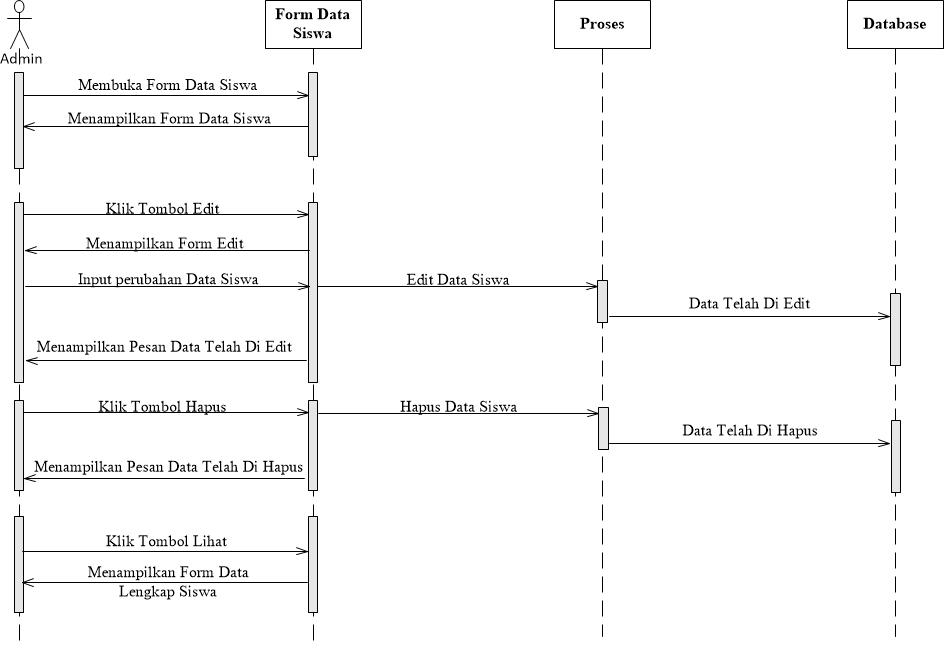 Form Data
Siswa
Proses
Database
Admin
Membuka Form Data Siswa
Menampilkan Form Data Siswa
Klik Tombol Edit
Menampilkan Form Edit
Input perubahan Data Siswa
Edit Data Siswa
Data Telah Di Edit
Menampilkan Pesan Data Telah Di Edit
Klik Tombol Hapus
Hapus Data Siswa
Data Telah Di Hapus
Menampilkan Pesan Data Telah Di Hapus
Klik Tombol Lihat
Menampilkan Form Data
Lengkap Siswa